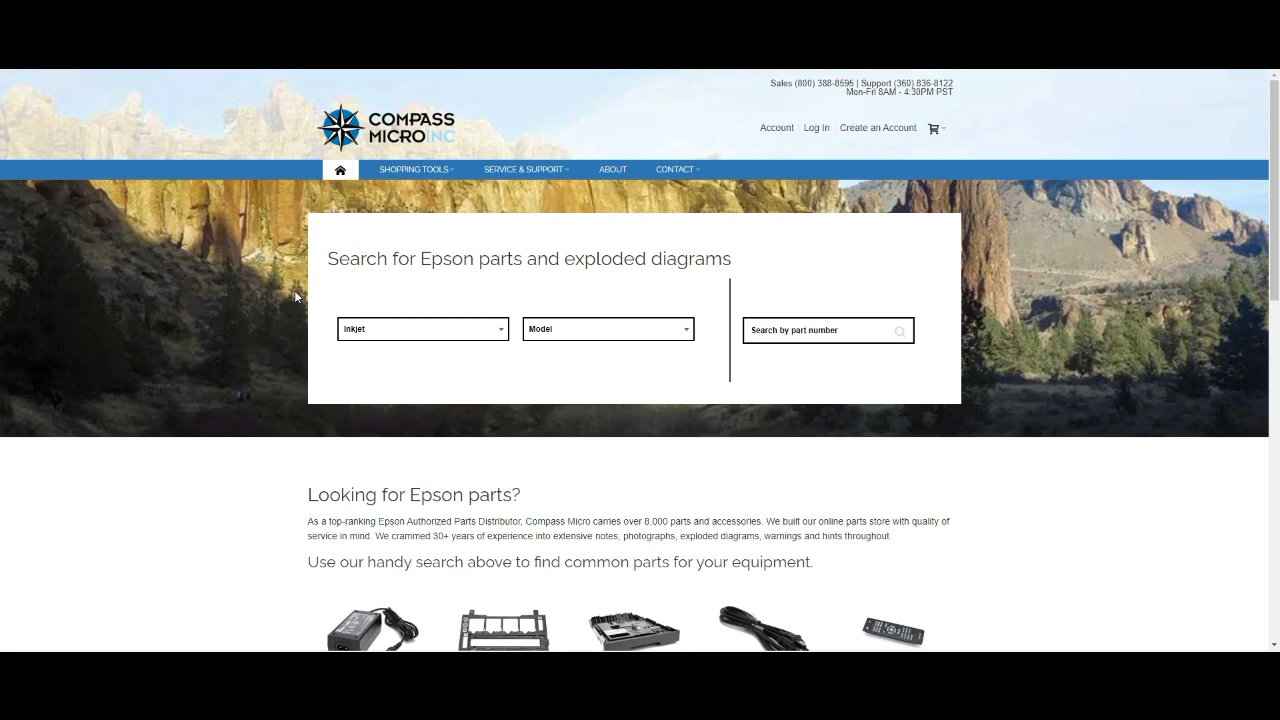 Sales (800) 388-8595 | Support (360) 836-8122
Mon-Fri 8AM - 4:30PM PST
COMPASS
MICROINC
Account
Log In
Create an Account
SHOPPING TOOLS
SERVICE & SUPPORT
ABOUT
CONTACT
Search for Epson parts and exploded diagrams
Inkjet
Model
Search by part number
Looking for Epson parts?
As a top-ranking Epson Authorized Parts Distributor, Compass Micro carries over 8,000 parts and accessories. We built our online parts store with quality of
service in mind. We crammed 30+ years of experience into extensive notes, photographs, exploded diagrams, warnings and hints throughout.
Use our handy search above to find common parts for your equipment.